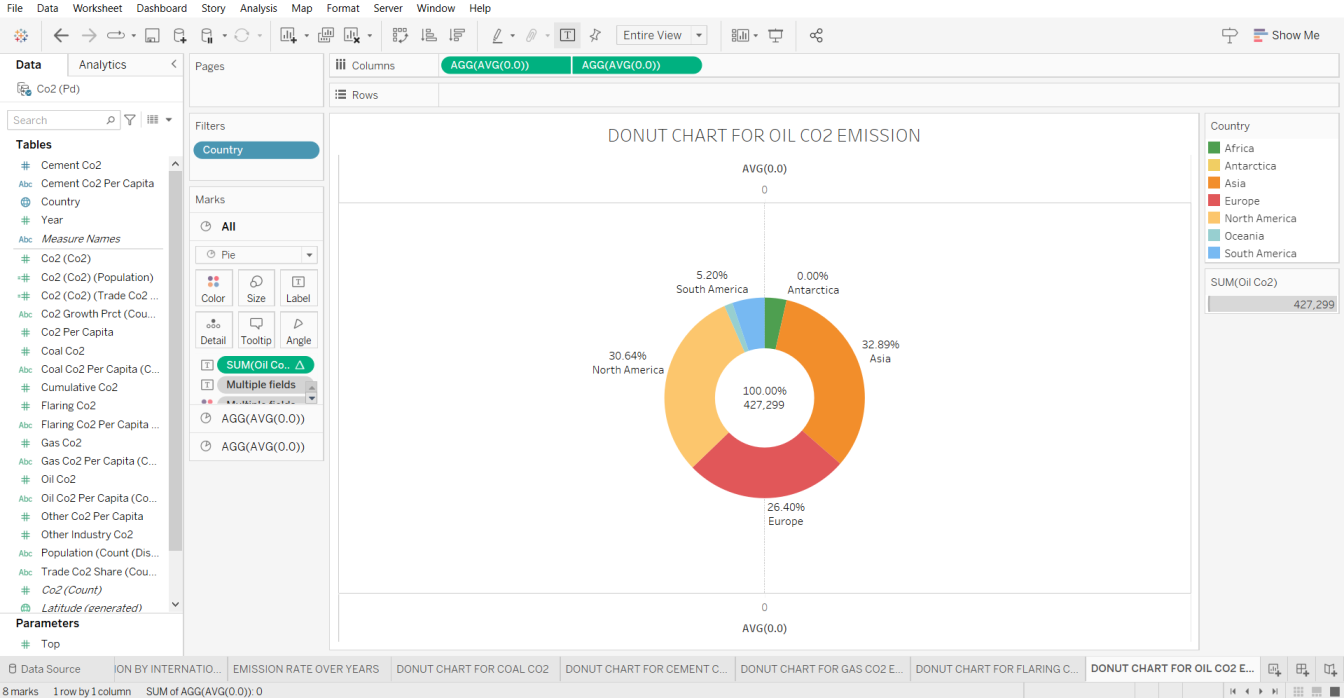 File Data Worksheet Dashboard Story Analysis Map Format Server Window Help
Entire View
Show Me
Data Analytics
Co2 (Pd)
Search
Tables
Cement Co2
Abc Cement Co2 Per Capita
Country
Year
Abc Measure Names
Co2 (Co2)
Co2 (Co2) (Population)
Co2 (Co2) (Trade Co2 ...
Abc Co2 Growth Prct (Cou...
Co2 Per Capita
Coal Co2
Abc Coal Co2 Per Capita (C...
Cumulative Co2
Flaring Co2
Abc Flaring Co2 Per Capita ...
Gas Co2
Abc Gas Co2 Per Capita (C...
Oil Co2
Abc Oil Co2 Per Capita (Co...
Other Co2 Per Capita
Other Industry Co2
Abc Population (Count (Dis...
Abc Trade Co2 Share (Cou...
Co2 (Count)
Latitude (generated)
Parameters
Top
Pages
Filters
Country
Marks
All
Pie
Color Size Label
Detail Tooltip Angle
SUM(Oil Co.. Δ
Multiple fields
Multiple fields
AGG(AVG(0.0))
AGG(AVG(0.0))
Columns AGG(AVG(0.0)) AGG(AVG(0.0))
Rows
DONUT CHART FOR OIL CO2 EMISSION
AVG(0.0)
0
5.20%
South America
0.00%
Antarctica
32.89%
Asia
30.64%
North America
100.00%
427,299
26.40%
Europe
0
AVG(0.0)
Country
Africa
Antarctica
Asia
Europe
North America
Oceania
South America
SUM(Oil Co2)
427,299
Data Source ION BY INTERNATIO... EMISSION RATE OVER YEARS DONUT CHART FOR COAL CO2 DONUT CHART FOR CEMENT C... DONUT CHART FOR GAS CO2 E... DONUT CHART FOR FLARING C... DONUT CHART FOR OIL CO2 E...
8 marks 1 row by 1 column SUM of AGG(AVG(0.0)): 0